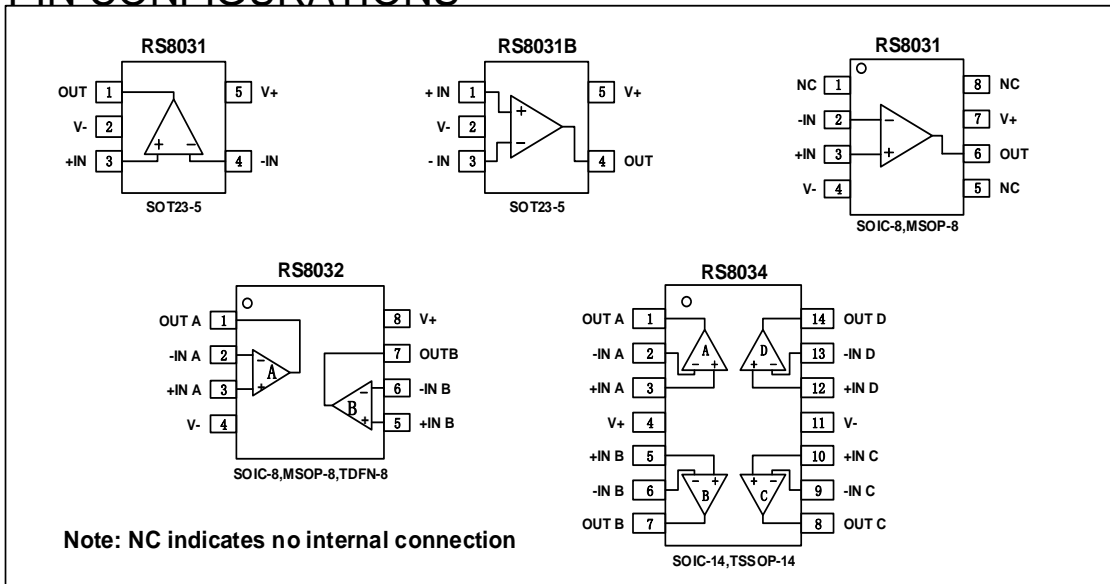 PIN CONFIGURATIONS
RS8031
OUT 1
V- 2
+IN 3
5 V+
4 -IN
+ -
SOT23-5
RS8031B
+ IN 1
V- 2
- IN 3
5 V+
4 OUT
+
-
SOT23-5
RS8031
NC 1
-IN 2
+IN 3
V- 4
8 NC
7 V+
6 OUT
5 NC
-
+
SOIC-8,MSOP-8
RS8032
OUT A 1
-IN A 2
+IN A 3
V- 4
8 V+
7 OUTB
6 -IN B
5 +IN B
- A +
- B +
SOIC-8,MSOP-8,TDFN-8
RS8034
OUT A 1
-IN A 2
+IN A 3
V+ 4
+IN B 5
-IN B 6
OUT B 7
14 OUT D
13 -IN D
12 +IN D
11 V-
10 +IN C
9 -IN C
8 OUT C
A - +
D + -
- + B
+ - C
SOIC-14,TSSOP-14
Note: NC indicates no internal connection